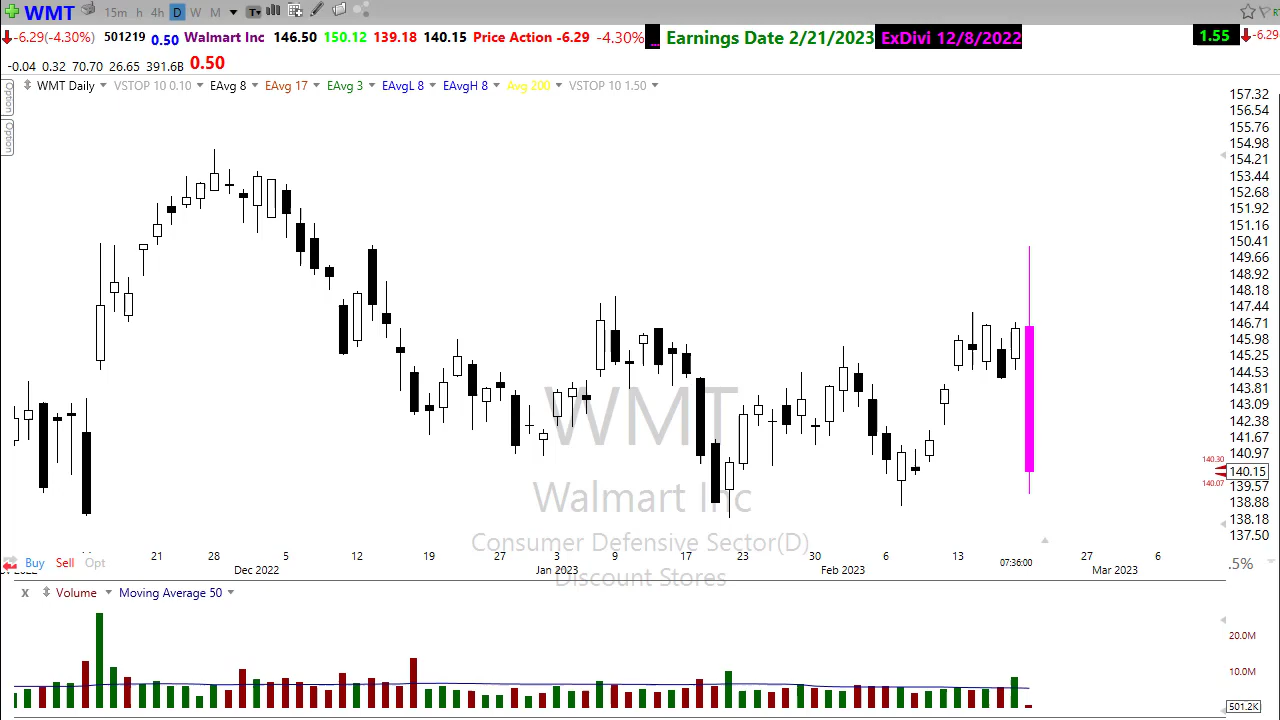 WMT 15m h 4h D W M T
-6.29(-4.30%) 501219 0.50 Walmart Inc 146.50 150.12 139.18 140.15 Price Action -6.29 -4.30% ... Earnings Date 2/21/2023 ExDivi 12/8/2022 1.55 -6.29
-0.04 0.32 70.70 26.65 391.6B 0.50
WMT Daily VSTOP 10 0.10 EAvg 8 EAvg 17 EAvg 3 EAvgL 8 EAvgH 8 Avg 200 VSTOP 10 1.50
Option
Option
157.32
156.54
155.76
154.98
154.21
153.44
152.68
151.92
151.16
150.41
149.66
148.92
148.18
147.44
146.71
145.98
145.25
144.53
143.81
143.09
142.38
141.67
140.97
140.30
140.15
140.07
139.57
138.88
138.18
137.50
WMT
Walmart Inc
Consumer Defensive Sector(D)
Discount Stores
21 28 5 12 19 27 3 9 17 23 30 6 13 27 6
Buy Sell Opt
Dec 2022 Jan 2023 Feb 2023 07:36:00 Mar 2023
.5%
X Volume Moving Average 50
20.0M
10.0M
501.2K